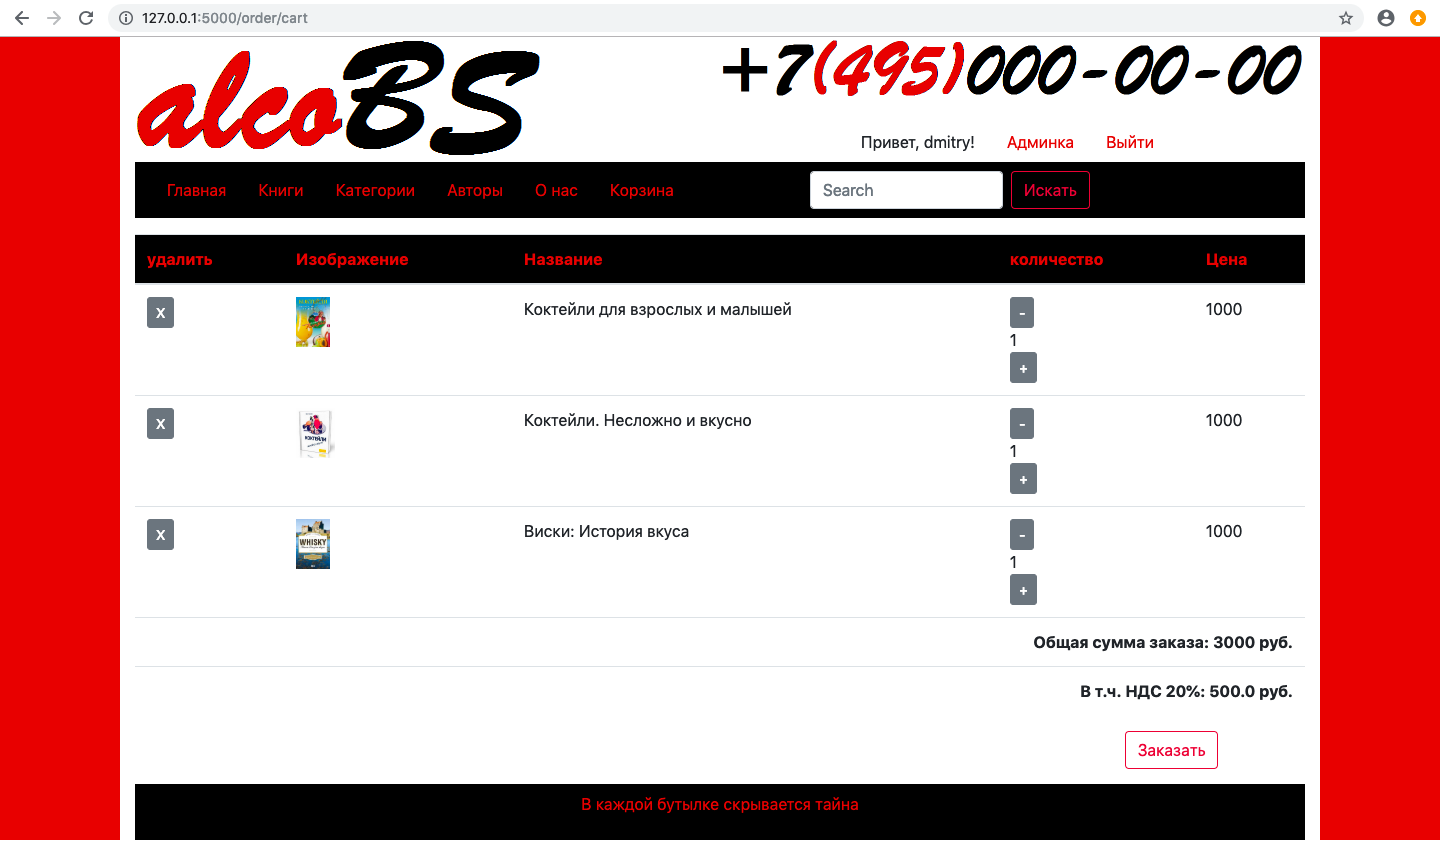 127.0.0.1:5000/order/cart
alcoBS
+7(495)000-00-00
Привет, dmitry! Админка Выйти
Главная Книги Категории Авторы О нас Корзина Search Искать
удалить Изображение Название количество Цена
X Коктейли для взрослых и малышей - 1000
1
+
X Коктейли. Несложно и вкусно - 1000
КОКТЕЙЛИ
1
+
X Виски: История вкуса - 1000
WHISKY
1
+
Общая сумма заказа: 3000 руб.
В т.ч. НДС 20%: 500.0 руб.
Заказать
В каждой бутылке скрывается тайна